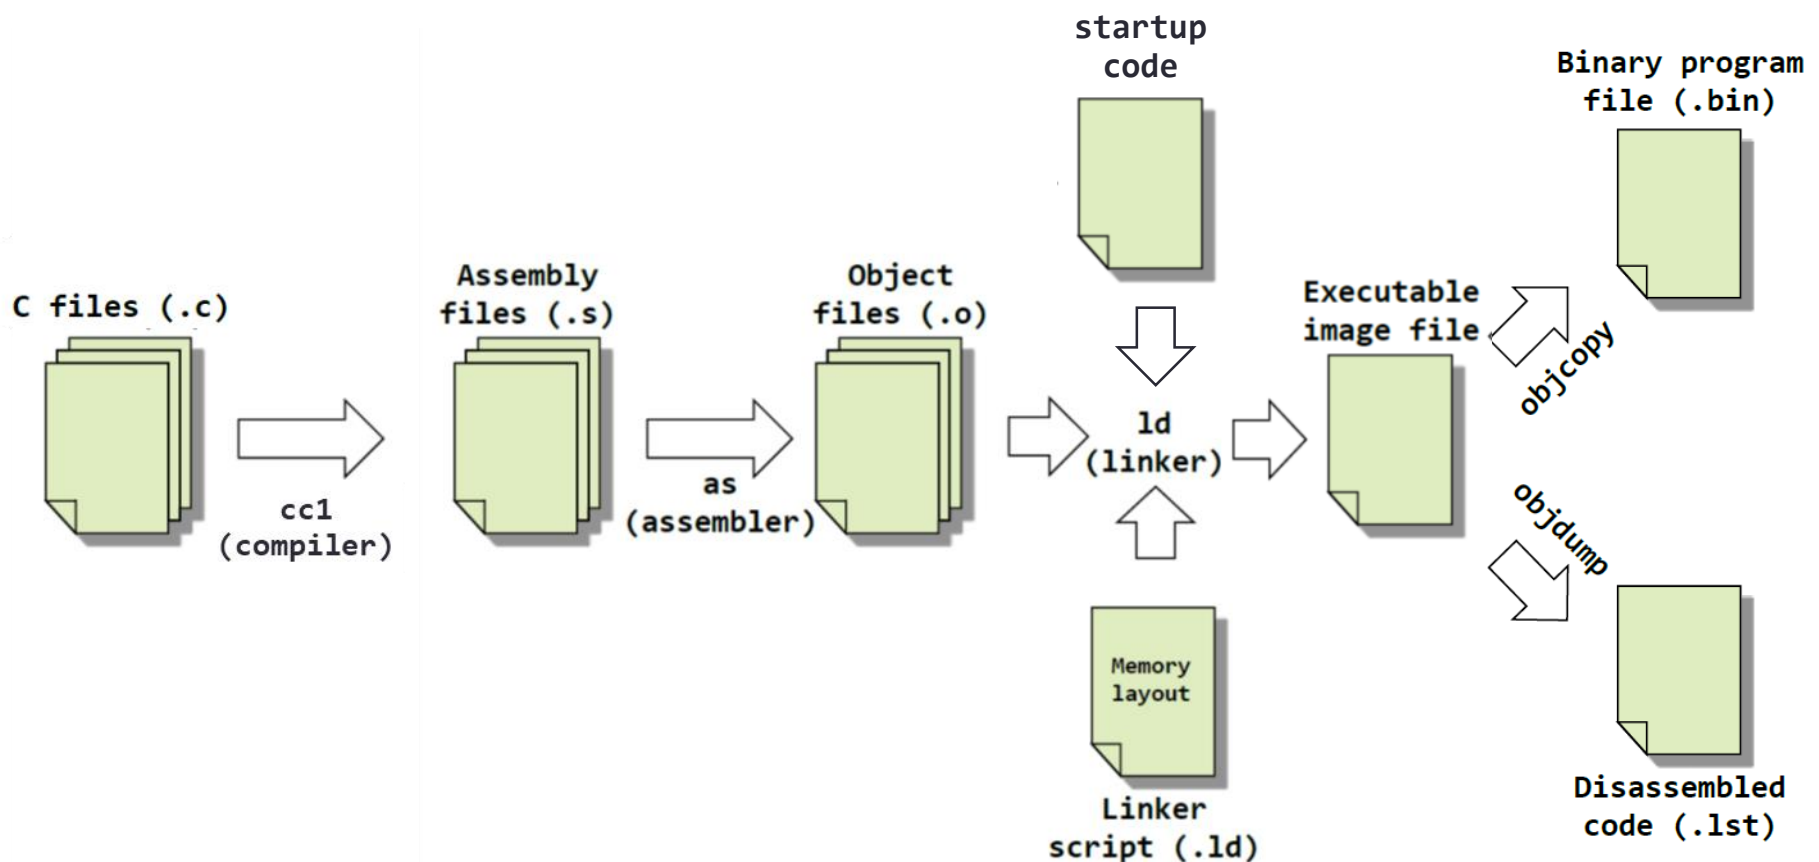 startup
code
Binary program
file (.bin)
C files (.c)
Assembly
files (.s)
Object
files (.o)
Executable
image file
objcopy
ld
(linker)
cc1
(compiler)
as
(assembler)
objdump
Memory
layout
Linker
script (.ld)
Disassembled
code (.lst)